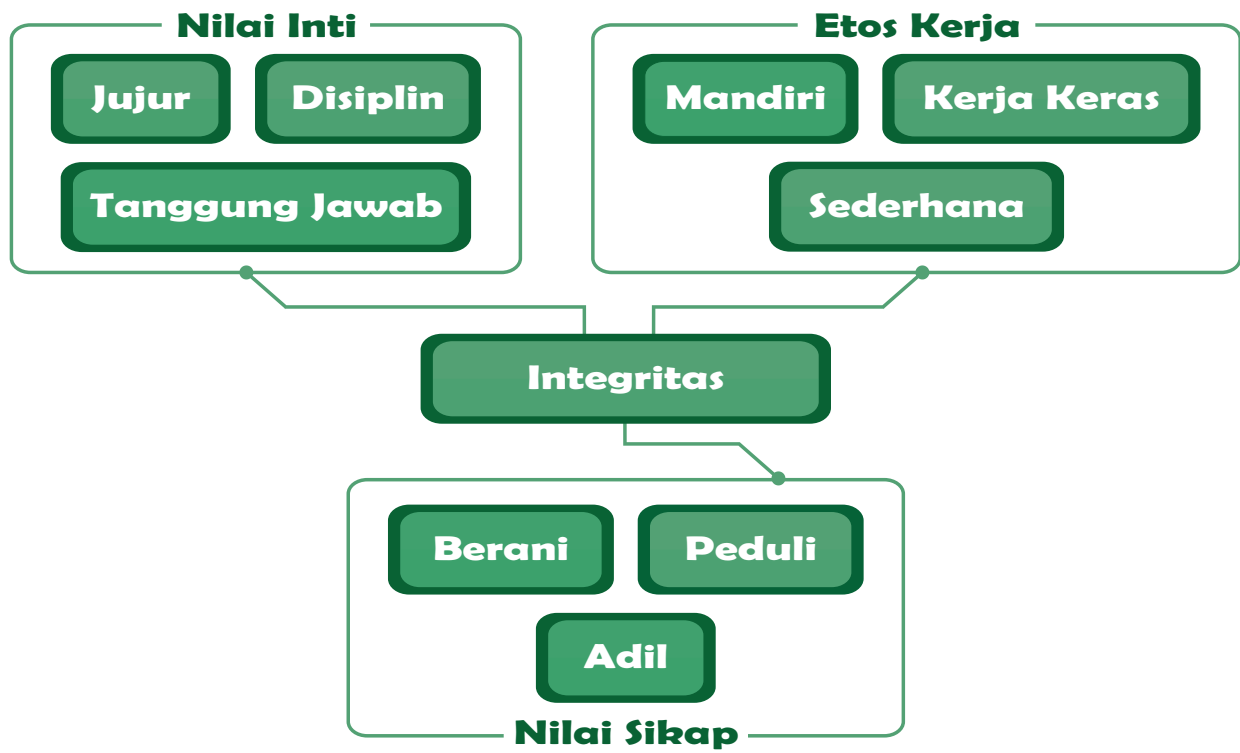 Nilai Inti
Jujur
Disiplin
Tanggung Jawab
Etos Kerja
Mandiri
Kerja Keras
Sederhana
Integritas
Berani
Peduli
Adil
Nilai Sikap